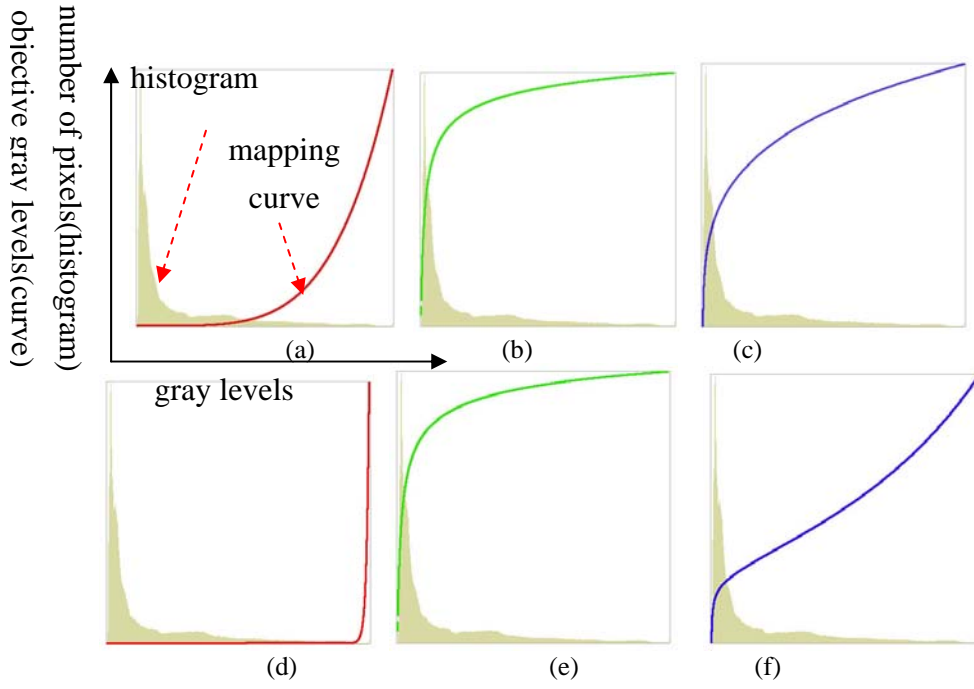 number of pixels(histogram)
objective gray levels(curve)
histogram
mapping
curve
(a)
(b)
(c)
gray levels
(d)
(e)
(f)